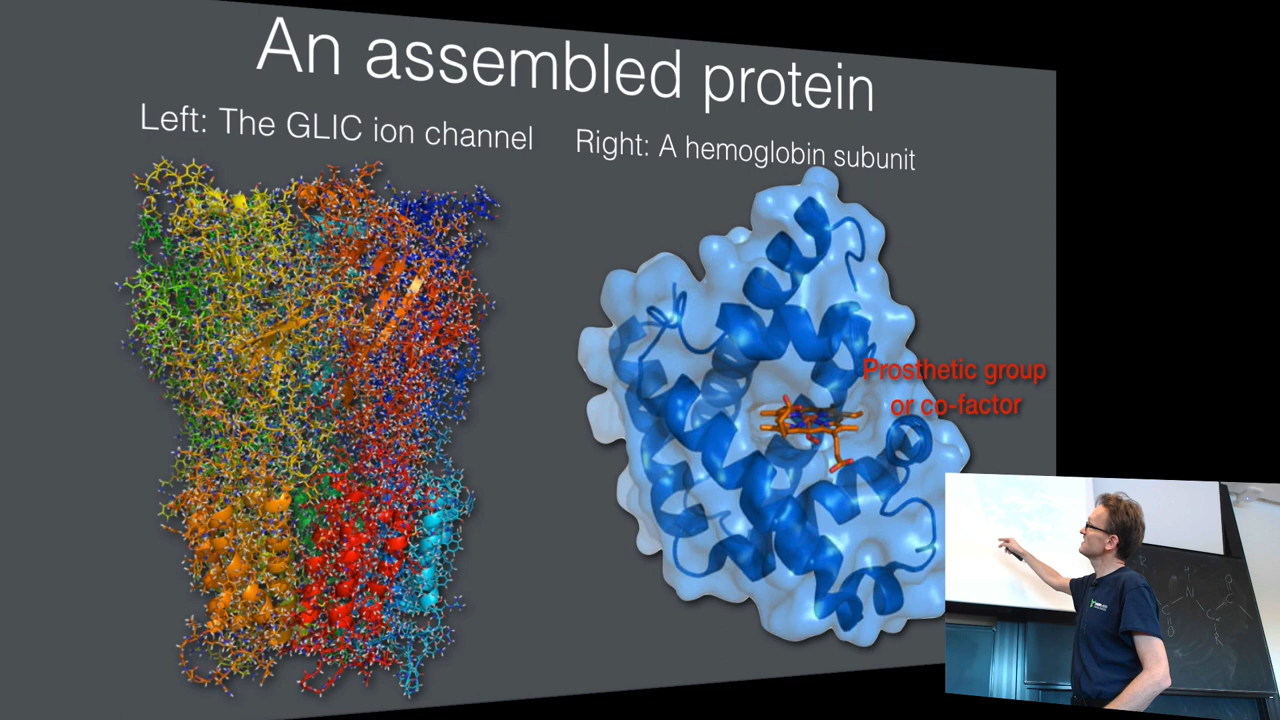 An assembled protein
Left: The GLIC ion channel
Right: A hemoglobin subunit
Prosthetic group
or co-factor